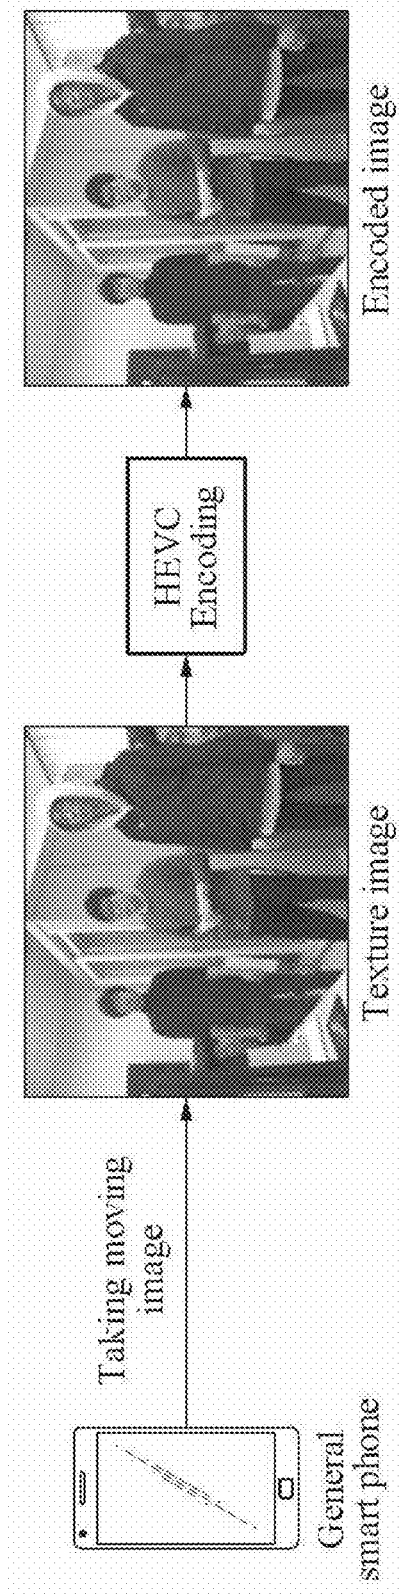 General
smart phone
Taking moving
image
Texture image
HEVC
Encoding
Encoded image